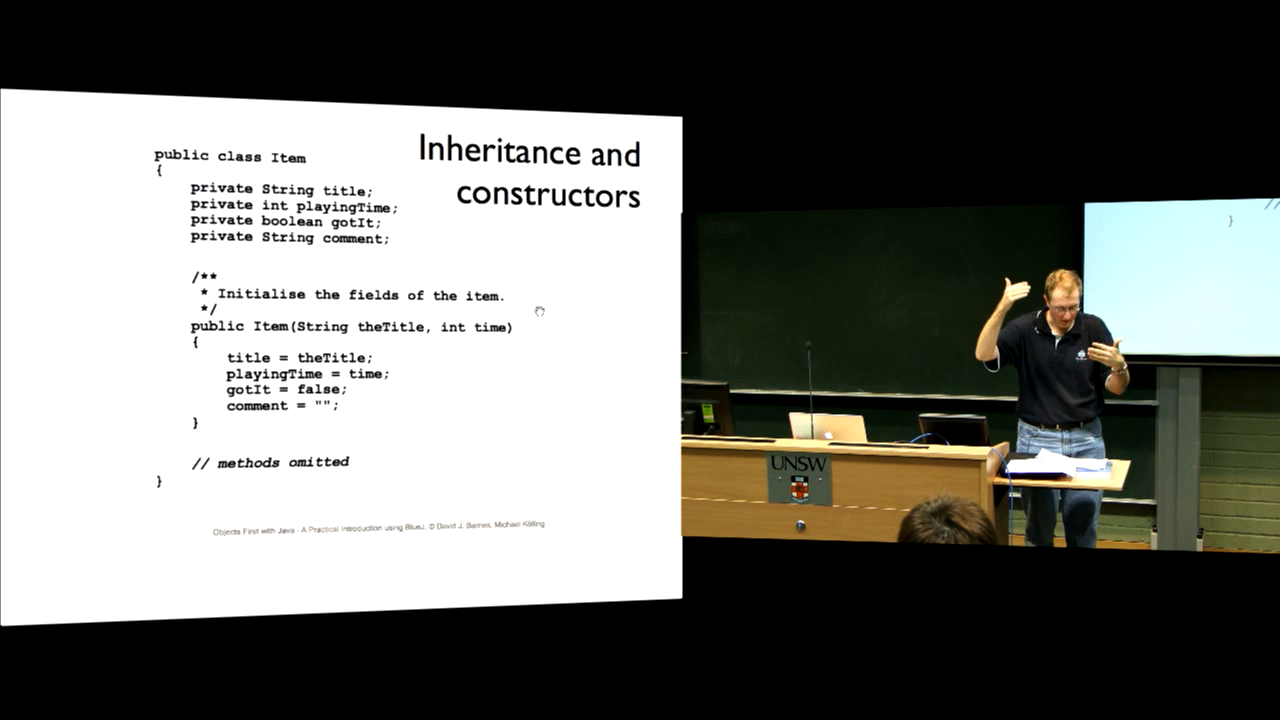 Inheritance and
constructors
public class Item
{
private String title;
private int playingTime;
private boolean gotIt;
private String comment;
/**
* Initialise the fields of the item.
*/
public Item(String theTitle, int time)
{
title = theTitle;
playingTime = time;
gotIt = false;
comment = "";
}
// methods omitted
}
Objects First with Java - A Practical Introduction using BlueJ, © David J. Barnes, Michael Kölling
UNSW
//
}